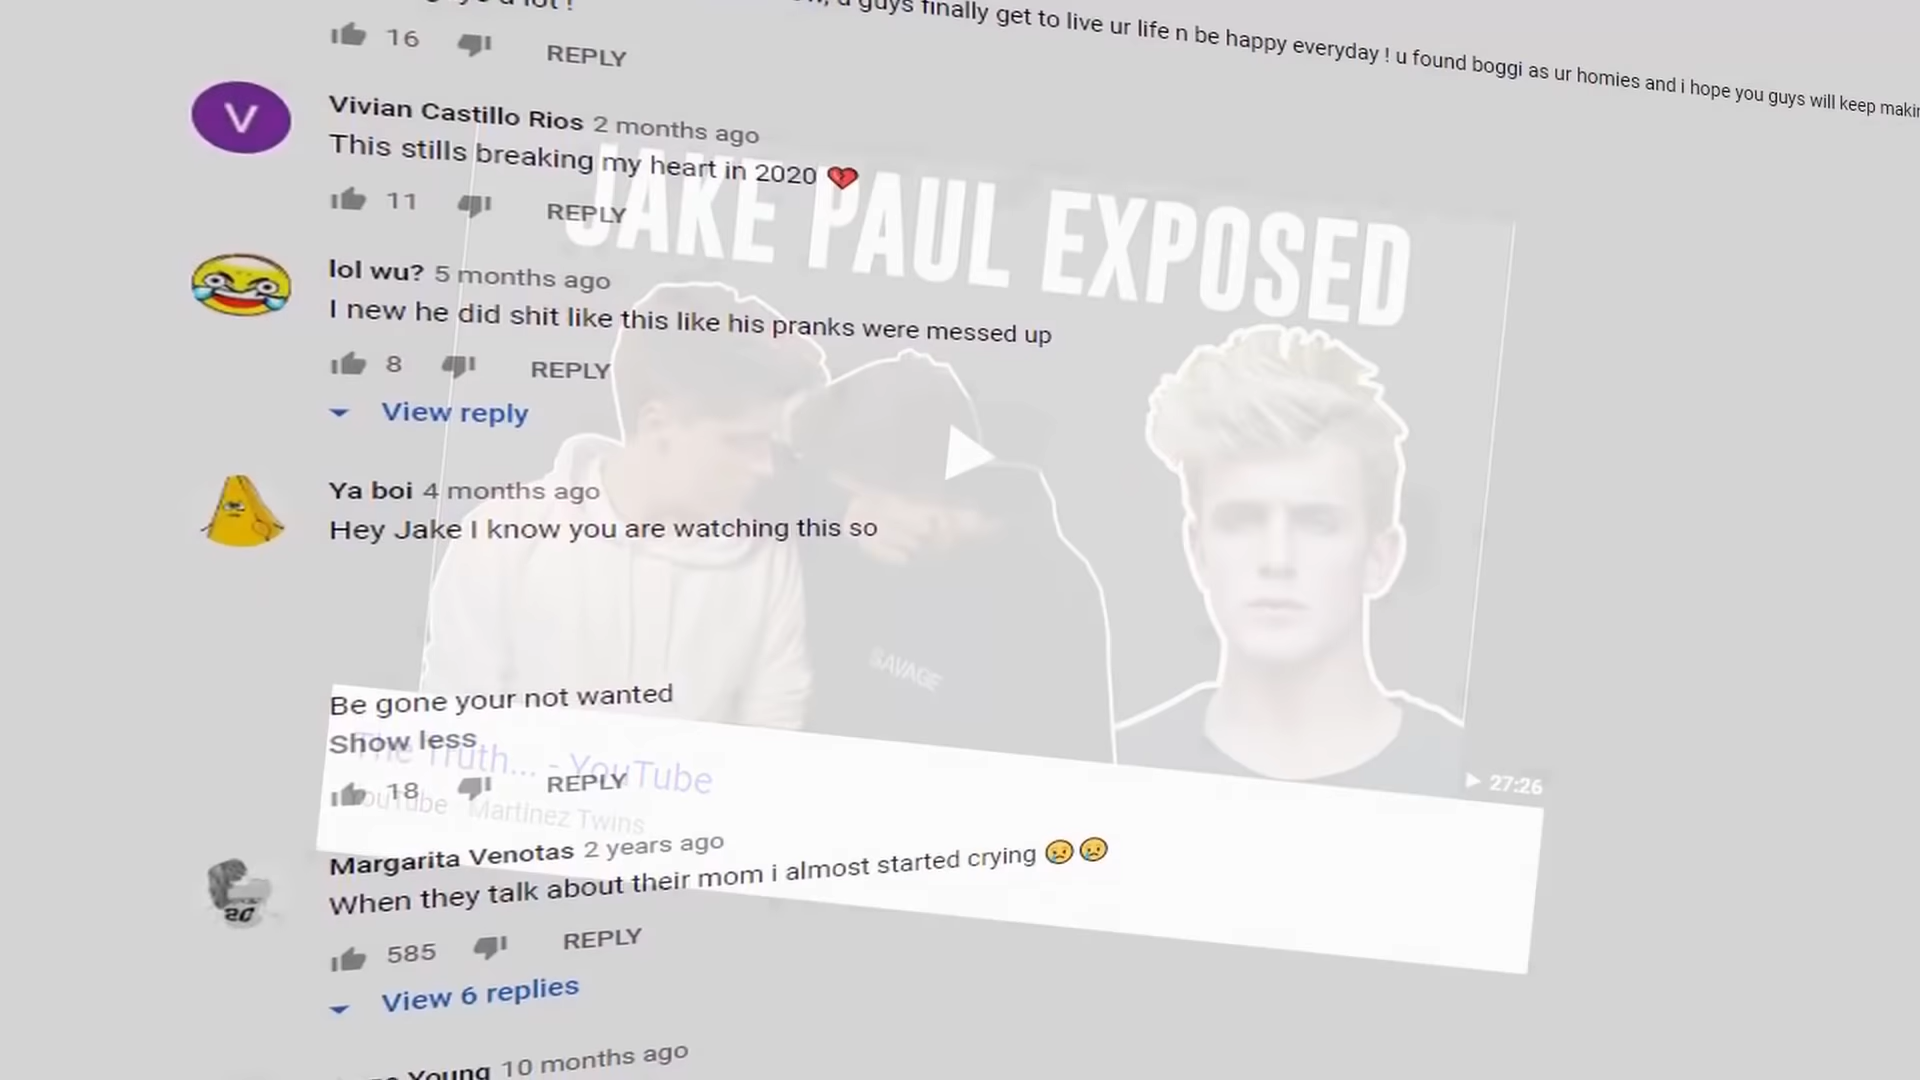 guys finally get to live ur life n be happy everyday ! u found boggi as ur homies and i hope you guys will keep
16 REPLY
V
Vivian Castillo Rios 2 months ago
This stills breaking my heart in 2020
11 REPLY
JAKE PAUL EXPOSED
lol wu? 5 months ago
I new he did shit like this like his pranks were messed up
8 REPLY
View reply
Ya boi 4 months ago
Hey Jake I know you are watching this so
SAVAGE
Be gone your not wanted
Show less
The Truth... - YouTube
27:26
18 REPLY
YouTube Martinez Twins
Margarita Venotas 2 years ago
When they talk about their mom i almost started crying
585 REPLY
View 6 replies
Young 10 months ago